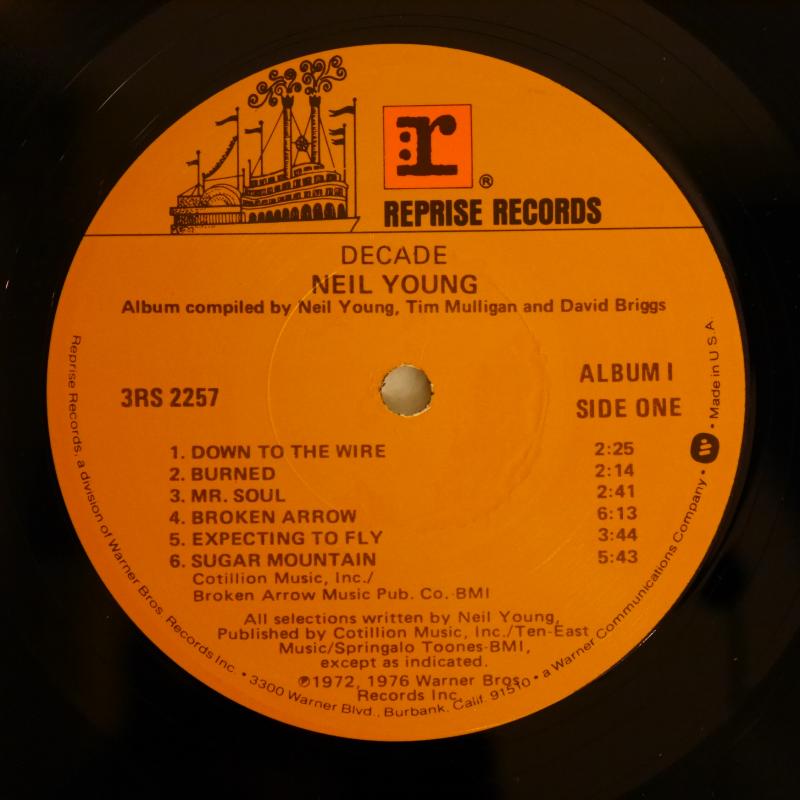 r ®
REPRISE RECORDS
DECADE
NEIL YOUNG
Album compiled by Neil Young, Tim Mulligan and David Briggs
3RS 2257
ALBUM I
SIDE ONE
1. DOWN TO THE WIRE 2:25
2. BURNED 2:14
3. MR. SOUL 2:41
4. BROKEN ARROW 6:13
5. EXPECTING TO FLY 3:44
6. SUGAR MOUNTAIN 5:43
Cotillion Music, Inc./
Broken Arrow Music Pub. Co.-BMI
All selections written by Neil Young,
Published by Cotillion Music, Inc./Ten-East
Music/Springalo Toones-BMI,
except as indicated.
℗1972, 1976 Warner Bros.
Records Inc.
Reprise Records, a division of Warner Bros. Records Inc. • 3300 Warner Blvd., Burbank, Calif. 91510 • a Warner Communications Company • W • Made in U.S.A.